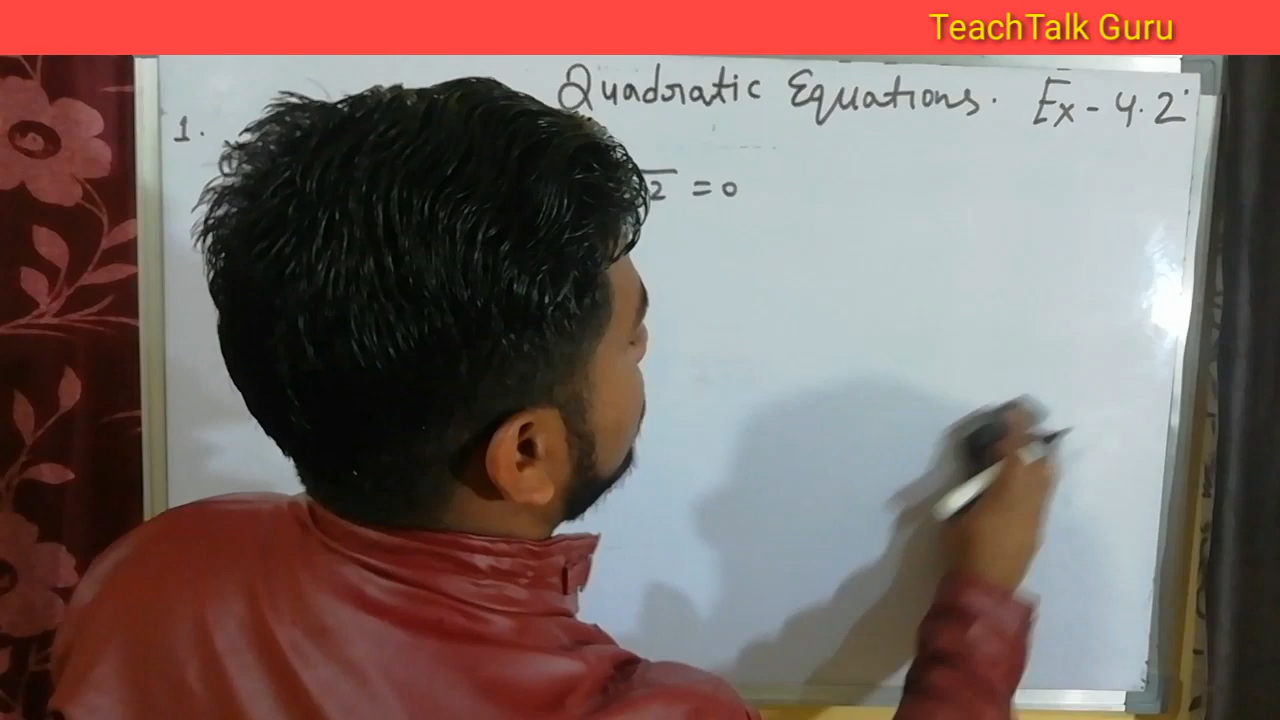 TeachTalk Guru
Quadratic Equations. Ex - 4.2
1.
√2 = 0